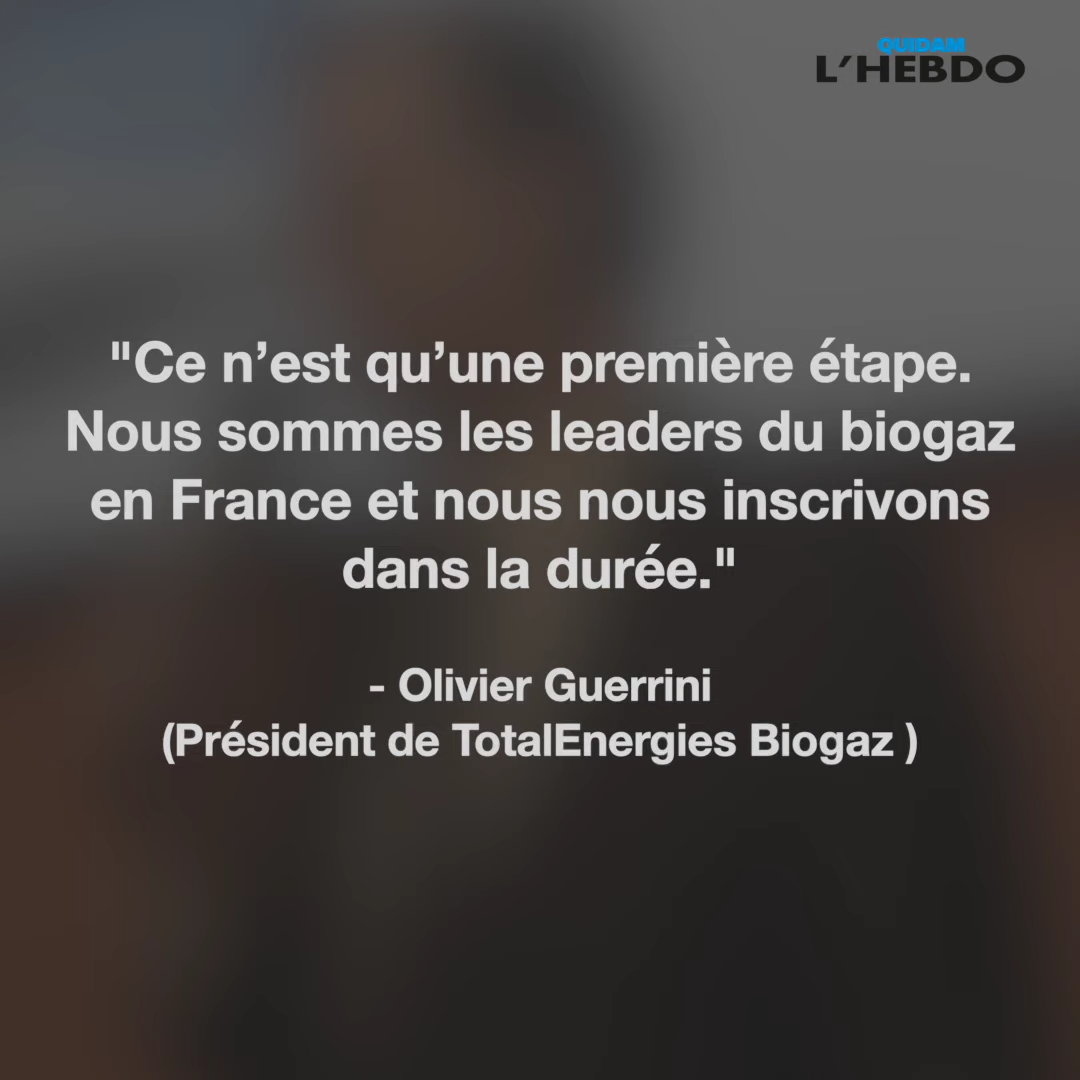 QUIDAM
L'HEBDO
"Ce n’est qu’une première étape.
Nous sommes les leaders du biogaz
en France et nous nous inscrivons
dans la durée."
- Olivier Guerrini
(Président de TotalEnergies Biogaz )